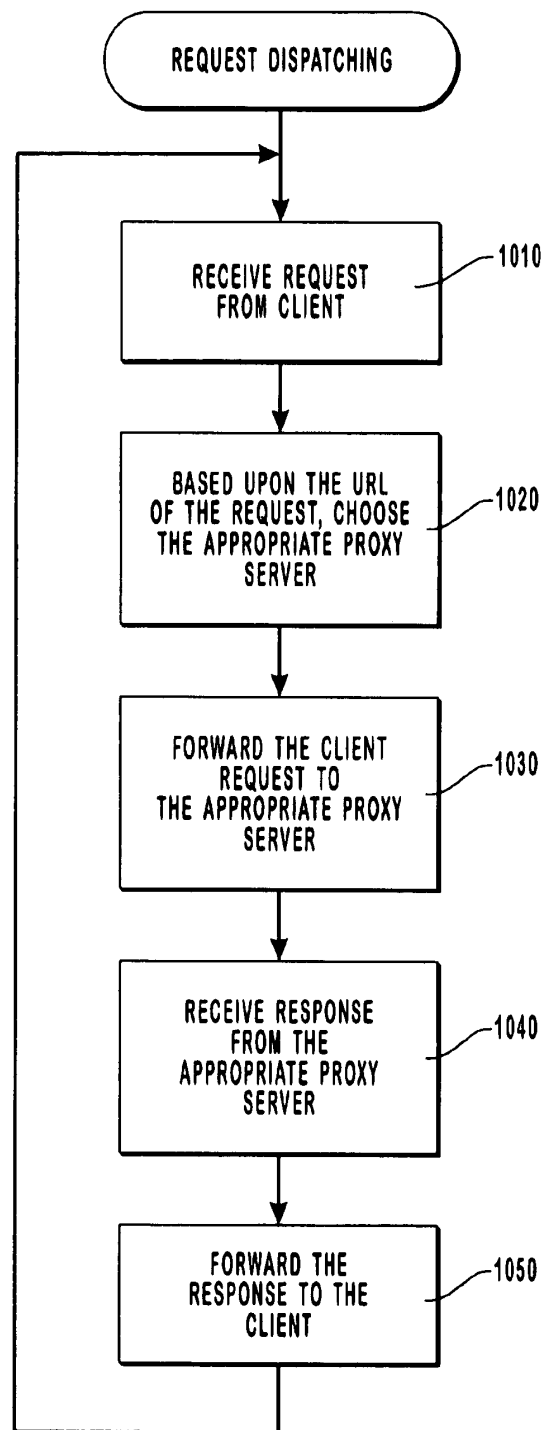 REQUEST DISPATCHING
RECEIVE REQUEST
FROM CLIENT
1010
BASED UPON THE URL
OF THE REQUEST, CHOOSE
THE APPROPRIATE PROXY
SERVER
1020
FORWARD THE CLIENT
REQUEST TO
THE APPROPRIATE PROXY
SERVER
1030
RECEIVE RESPONSE
FROM THE
APPROPRIATE PROXY
SERVER
1040
FORWARD THE
RESPONSE TO THE
CLIENT
1050